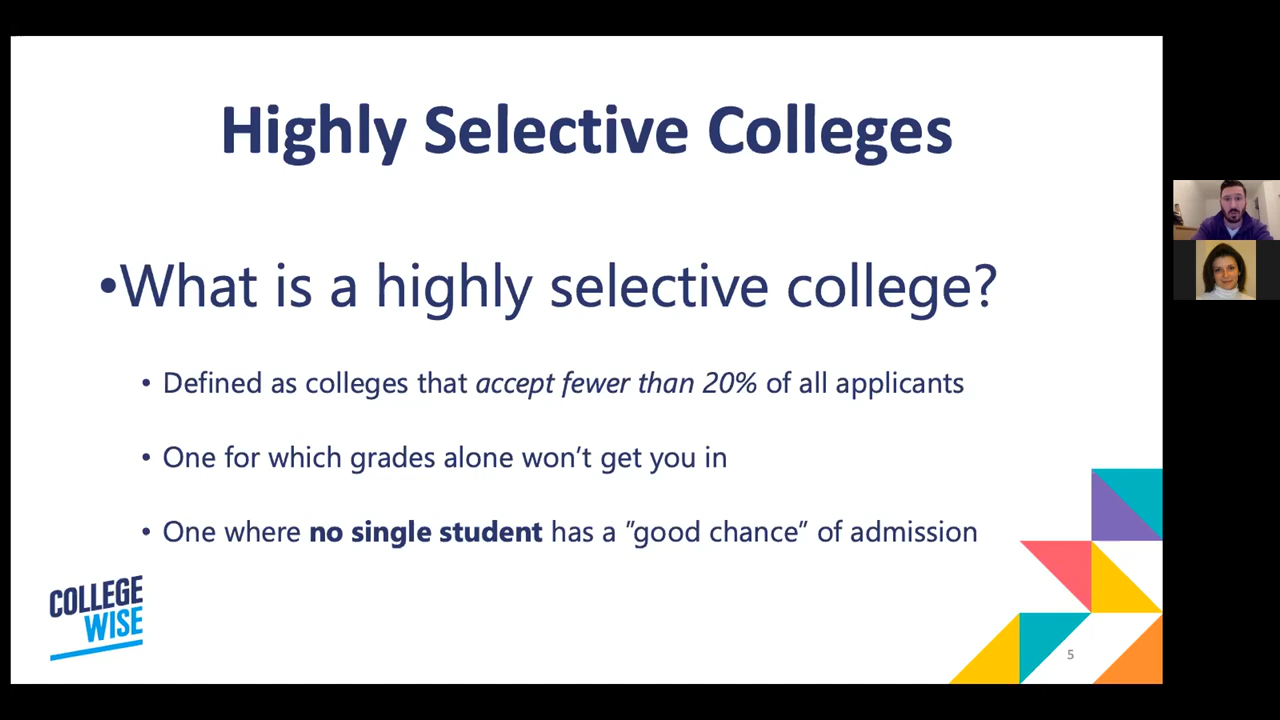 Highly Selective Colleges
•What is a highly selective college?
• Defined as colleges that accept fewer than 20% of all applicants
• One for which grades alone won’t get you in
• One where no single student has a ”good chance” of admission
COLLEGE
WISE
5